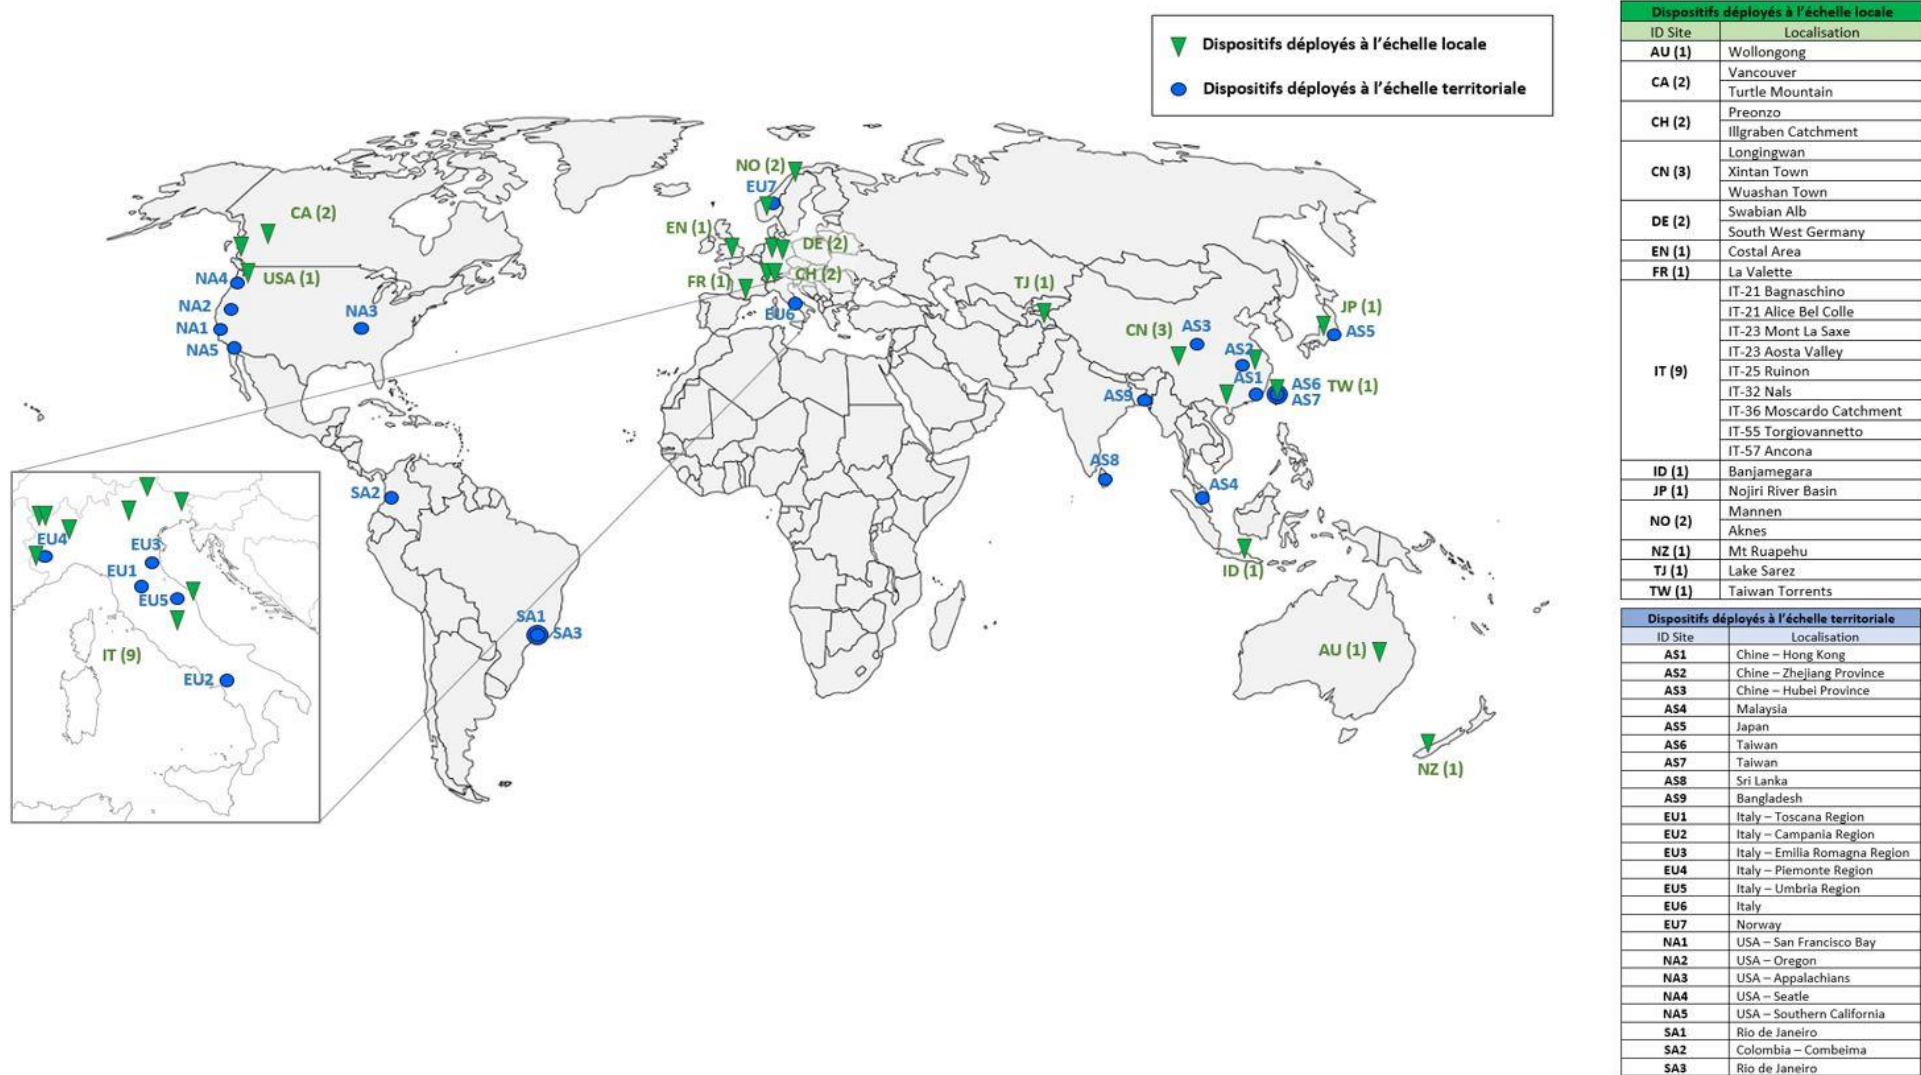 Dispositifs déployés à l'échelle locale
Dispositifs déployés à l'échelle territoriale
NO (2)
EU7
CA (2)
EN (1)
DE (2)
NA4
USA (1)
CH (2)
FR (1)
TJ (1)
NA2
NA3
EU6
JP (1)
NA1
CN (3)
AS3
AS5
NA5
AS2
AS1
AS6
TW (1)
AS9
AS7
AS8
SA2
AS4
EU4
EU3
EU1
ID (1)
EU5
SA1
SA3
IT (9)
AU (1)
EU2
NZ (1)
Dispositifs déployés à l'échelle locale
ID Site Localisation
AU (1) Wollongong
CA (2) Vancouver
Turtle Mountain
CH (2) Preonzo
Illgraben Catchment
CN (3) Longingwan
Xintan Town
Wuashan Town
DE (2) Swabian Alb
South West Germany
EN (1) Costal Area
FR (1) La Valette
IT (9) IT-21 Bagnaschino
IT-21 Alice Bel Colle
IT-23 Mont La Saxe
IT-23 Aosta Valley
IT-25 Ruinon
IT-32 Nals
IT-36 Moscardo Catchment
IT-55 Torgiovannetto
IT-57 Ancona
ID (1) Banjamegara
JP (1) Nojiri River Basin
NO (2) Mannen
Aknes
NZ (1) Mt Ruapehu
TJ (1) Lake Sarez
TW (1) Taiwan Torrents
Dispositifs déployés à l'échelle territoriale
ID Site Localisation
AS1 Chine – Hong Kong
AS2 Chine – Zhejiang Province
AS3 Chine – Hubei Province
AS4 Malaysia
AS5 Japan
AS6 Taiwan
AS7 Taiwan
AS8 Sri Lanka
AS9 Bangladesh
EU1 Italy – Toscana Region
EU2 Italy – Campania Region
EU3 Italy – Emilia Romagna Region
EU4 Italy – Piemonte Region
EU5 Italy – Umbria Region
EU6 Italy
EU7 Norway
NA1 USA – San Francisco Bay
NA2 USA – Oregon
NA3 USA – Appalachians
NA4 USA – Seatle
NA5 USA – Southern California
SA1 Rio de Janeiro
SA2 Colombia – Combeima
SA3 Rio de Janeiro